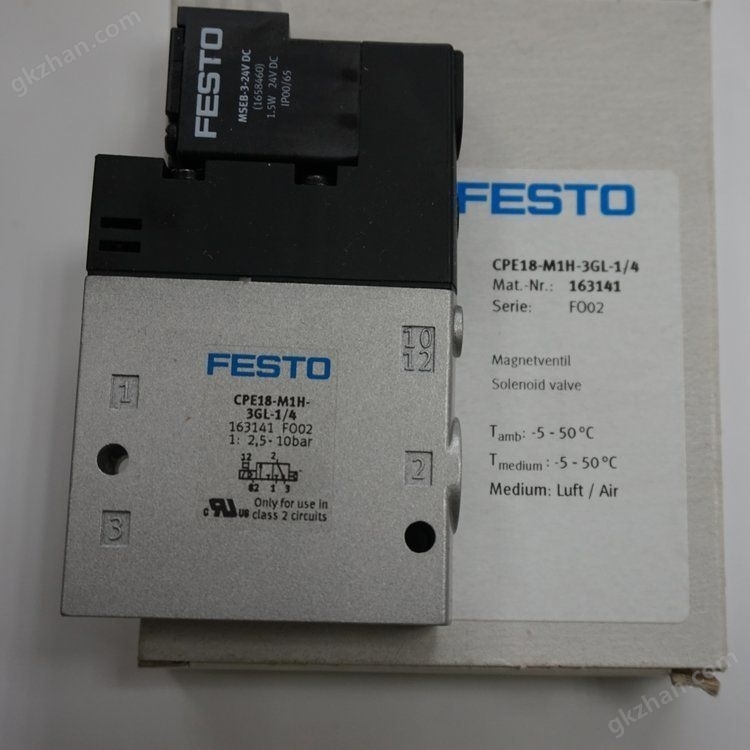 gkzhan.com
FESTO
MSEB-3-24V DC
(1658460)
1.5W 24V DC
IP00/65
10
12
1
FESTO
CPE18-M1H-
3GL-1/4
163141 FO02
1: 2,5-10bar
12 2
82 1 3
2
3
c RU US
Only for use in
class 2 circuits
FESTO
CPE18-M1H-3GL-1/4
Mat.-Nr.: 163141
Serie: FO02
Magnetventil
Solenoid valve
Tamb: -5 - 50°C
Tmedium: -5 - 50°C
Medium: Luft / Air
gkzhan.com